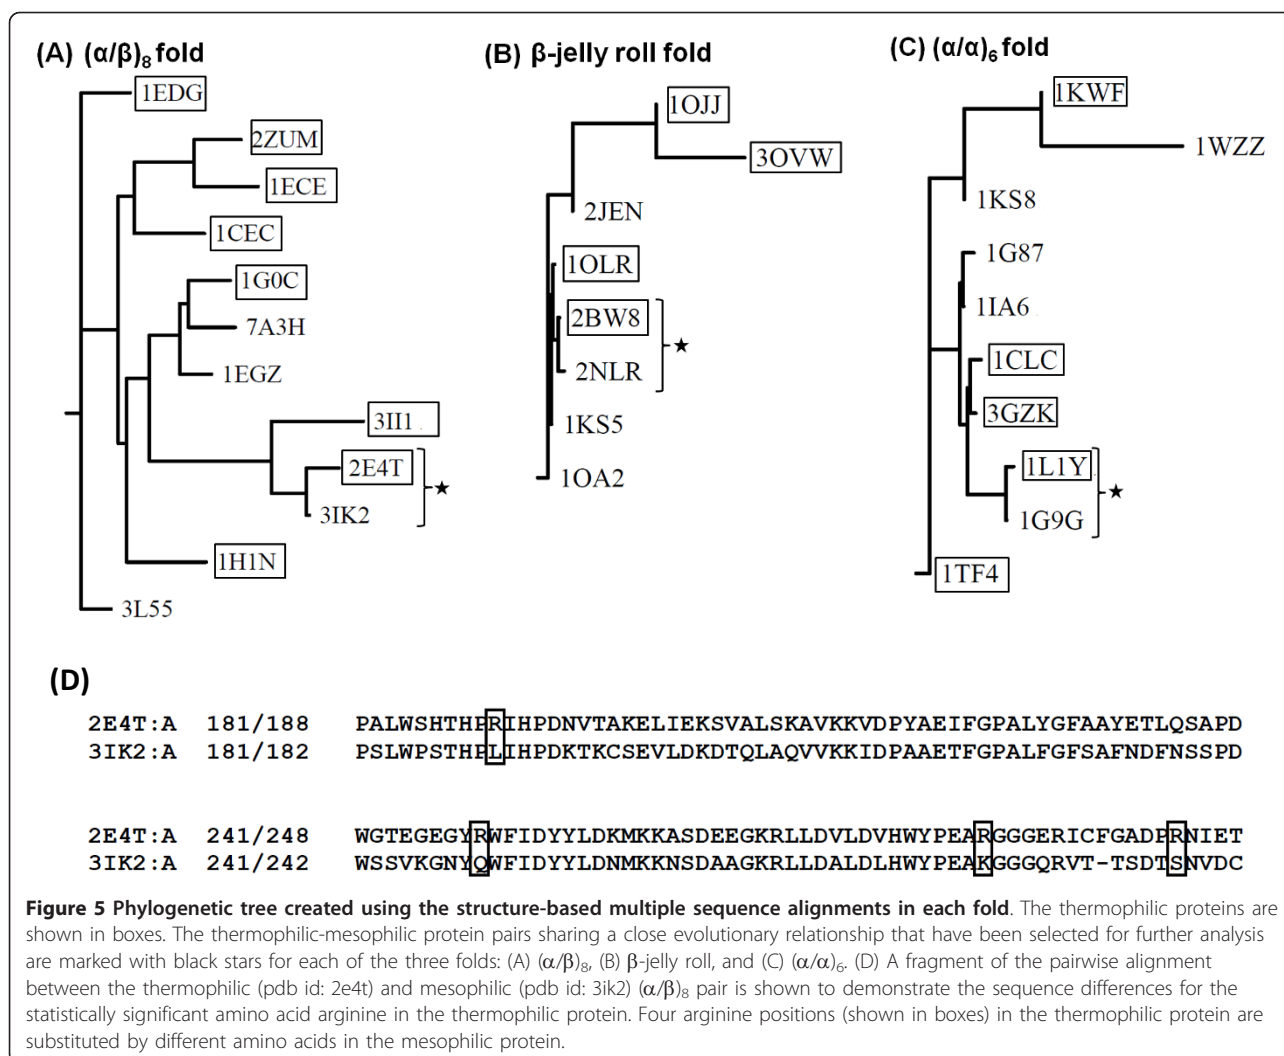 (A) (α/β)8 fold
(B) β-jelly roll fold
(C) (α/α)6 fold
1EDG
2ZUM
1ECE
1CEC
1G0C
7A3H
1EGZ
3II1
2E4T
★
3IK2
1H1N
3L55
1OJJ
3OVW
2JEN
1OLR
2BW8
★
2NLR
1KS5
1OA2
1KWF
1WZZ
1KS8
1G87
1IA6
1CLC
3GZK
1L1Y
★
1G9G
1TF4
(D)
2E4T:A 181/188 PALWSHTHPRIHPDNVTAKELIEKSVALSKAVKKVDPYAEIFGPALYGFAAYETLQSAPD
3IK2:A 181/182 PSLWPSTHPLIHPDKTKCSEVLDKDTQLAQVVKKIDPAAETFGPALFGFSAFNDFNSSPD
2E4T:A 241/248 WGTEGEGYRWFIDYYLDKMKKASDEEGKRLLDVLDVHWYPEARGGGERICFGADPRNIET
3IK2:A 241/242 WSSVKGNYQWFIDYYLDNMKKNSDAAGKRLLDALDLHWYPEAKGGGQRVT-TSDTSNVDC
Figure 5 Phylogenetic tree created using the structure-based multiple sequence alignments in each fold. The thermophilic proteins are
shown in boxes. The thermophilic-mesophilic protein pairs sharing a close evolutionary relationship that have been selected for further analysis
are marked with black stars for each of the three folds: (A) (α/β)8, (B) β-jelly roll, and (C) (α/α)6. (D) A fragment of the pairwise alignment
between the thermophilic (pdb id: 2e4t) and mesophilic (pdb id: 3ik2) (α/β)8 pair is shown to demonstrate the sequence differences for the
statistically significant amino acid arginine in the thermophilic protein. Four arginine positions (shown in boxes) in the thermophilic protein are
substituted by different amino acids in the mesophilic protein.